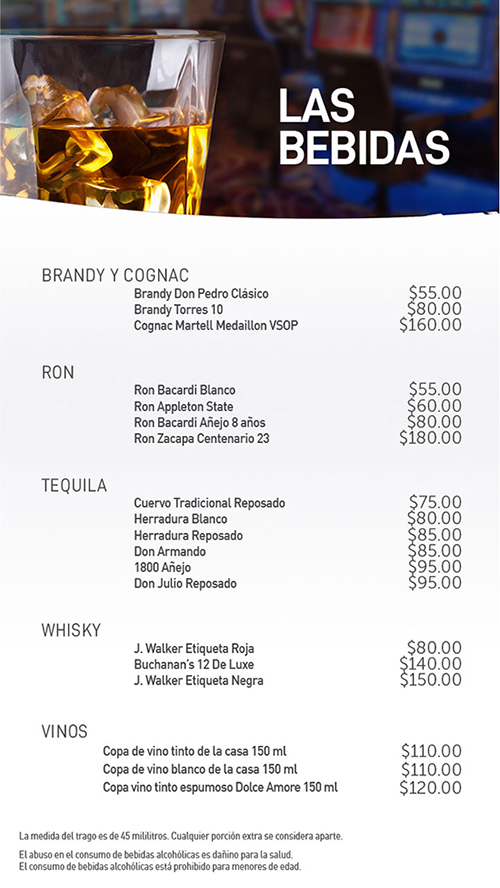 LAS
BEBIDAS
BRANDY Y COGNAC
Brandy Don Pedro Clásico $55.00
Brandy Torres 10 $80.00
Cognac Martell Medaillon VSOP $160.00
RON
Ron Bacardi Blanco $55.00
Ron Appleton State $60.00
Ron Bacardi Añejo 8 años $80.00
Ron Zacapa Centenario 23 $180.00
TEQUILA
Cuervo Tradicional Reposado $75.00
Herradura Blanco $80.00
Herradura Reposado $85.00
Don Armando $85.00
1800 Añejo $95.00
Don Julio Reposado $95.00
WHISKY
J. Walker Etiqueta Roja $80.00
Buchanan's 12 De Luxe $140.00
J. Walker Etiqueta Negra $150.00
VINOS
Copa de vino tinto de la casa 150 ml $110.00
Copa de vino blanco de la casa 150 ml $110.00
Copa vino tinto espumoso Dolce Amore 150 ml $120.00
La medida del trago es de 45 mililitros. Cualquier porción extra se considera aparte.
El abuso en el consumo de bebidas alcohólicas es dañino para la salud.
El consumo de bebidas alcohólicas está prohibido para menores de edad.